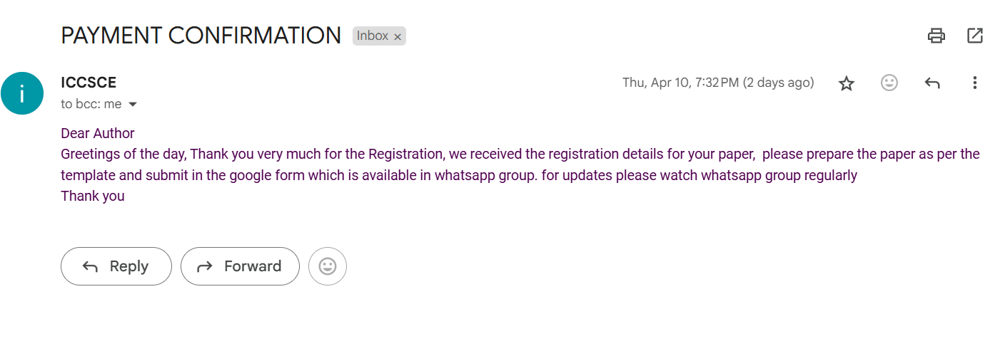 PAYMENT CONFIRMATION Inbox ×
i
ICCSCE Thu, Apr 10, 7:32 PM (2 days ago)
to bcc: me
Dear Author
Greetings of the day, Thank you very much for the Registration, we received the registration details for your paper,  please prepare the paper as per the
template and submit in the google form which is available in whatsapp group. for updates please watch whatsapp group regularly
Thank you
Reply Forward